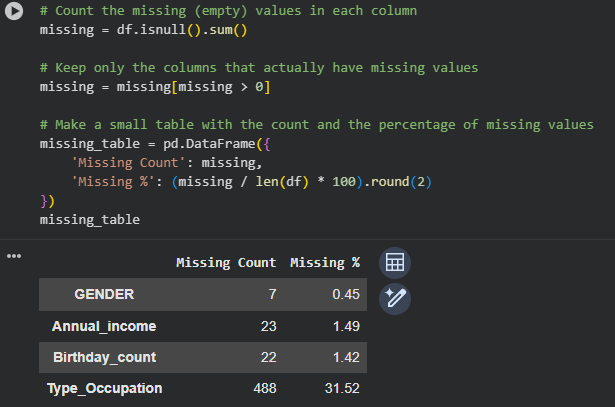 # Count the missing (empty) values in each column
missing = df.isnull().sum()
# Keep only the columns that actually have missing values
missing = missing[missing > 0]
# Make a small table with the count and the percentage of missing values
missing_table = pd.DataFrame({
    'Missing Count': missing,
    'Missing %': (missing / len(df) * 100).round(2)
})
missing_table
Missing Count Missing %
GENDER 7 0.45
Annual_income 23 1.49
Birthday_count 22 1.42
Type_Occupation 488 31.52